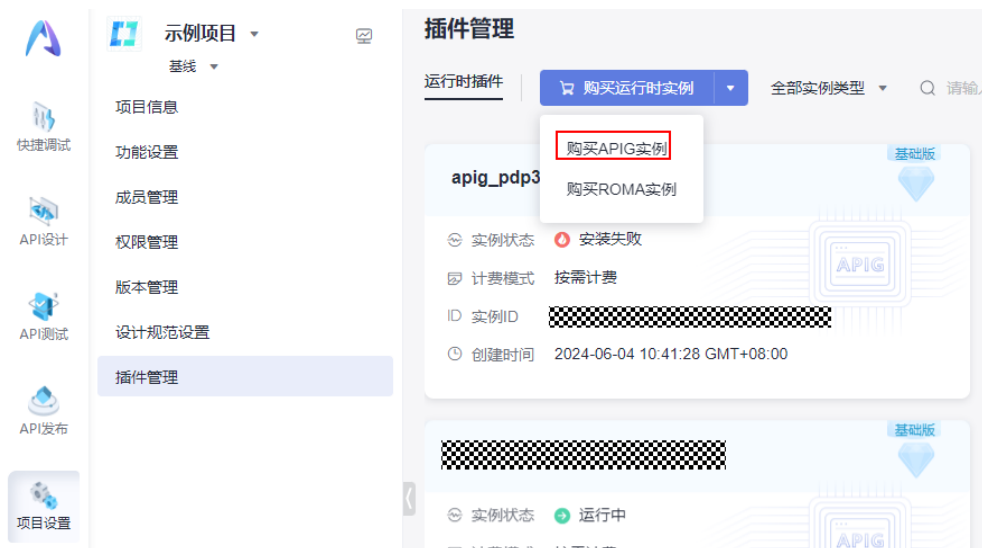 示例项目
基线
快捷调试
API设计
API测试
API发布
项目设置
项目信息
功能设置
成员管理
权限管理
版本管理
设计规范设置
插件管理
插件管理
运行时插件
购买运行时实例
全部实例类型
请输
购买APIG实例
购买ROMA实例
apig_pdp3
基础版
实例状态 安装失败
计费模式 按需计费
ID 实例ID
创建时间 2024-06-04 10:41:28 GMT+08:00
APIG
基础版
实例状态 运行中
APIG